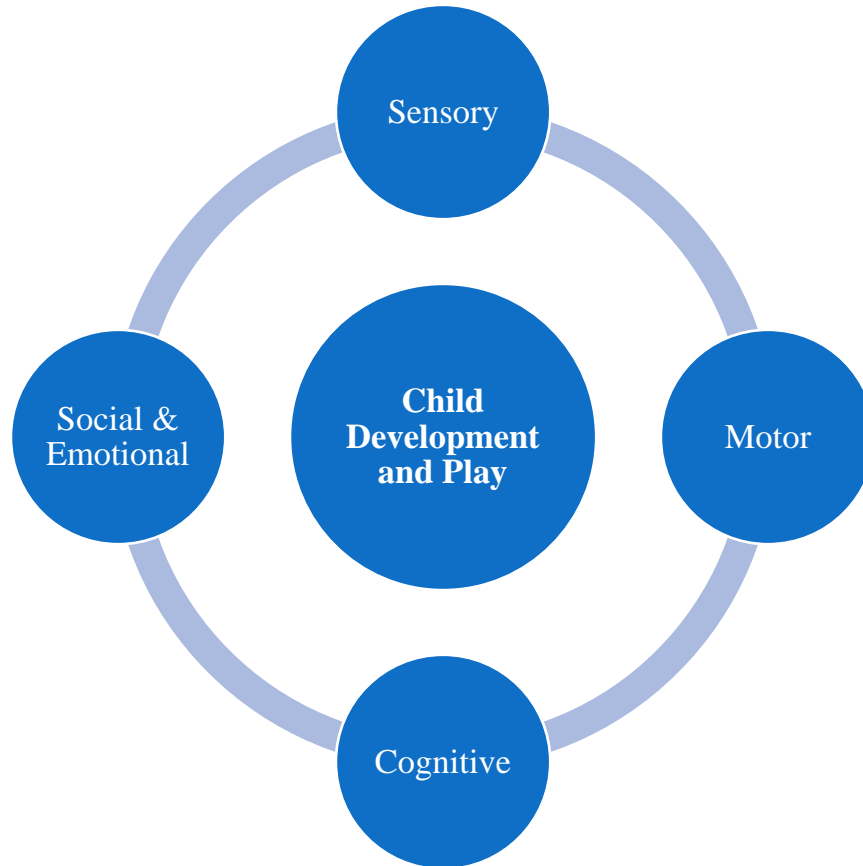 Sensory
Social &
Emotional
Child
Development
and Play
Motor
Cognitive